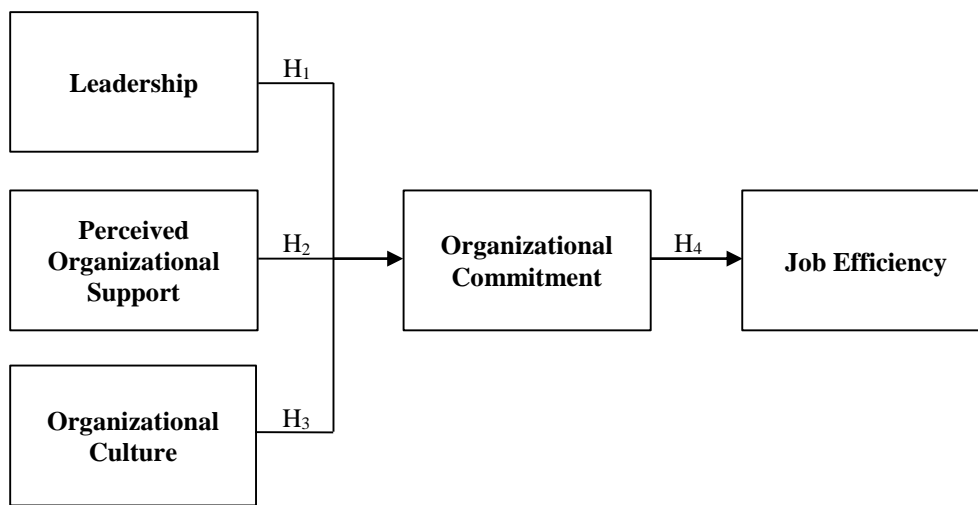 Leadership
H₁
Perceived
Organizational
Support
H₂
Organizational
Culture
H₃
Organizational
Commitment
H₄
Job Efficiency